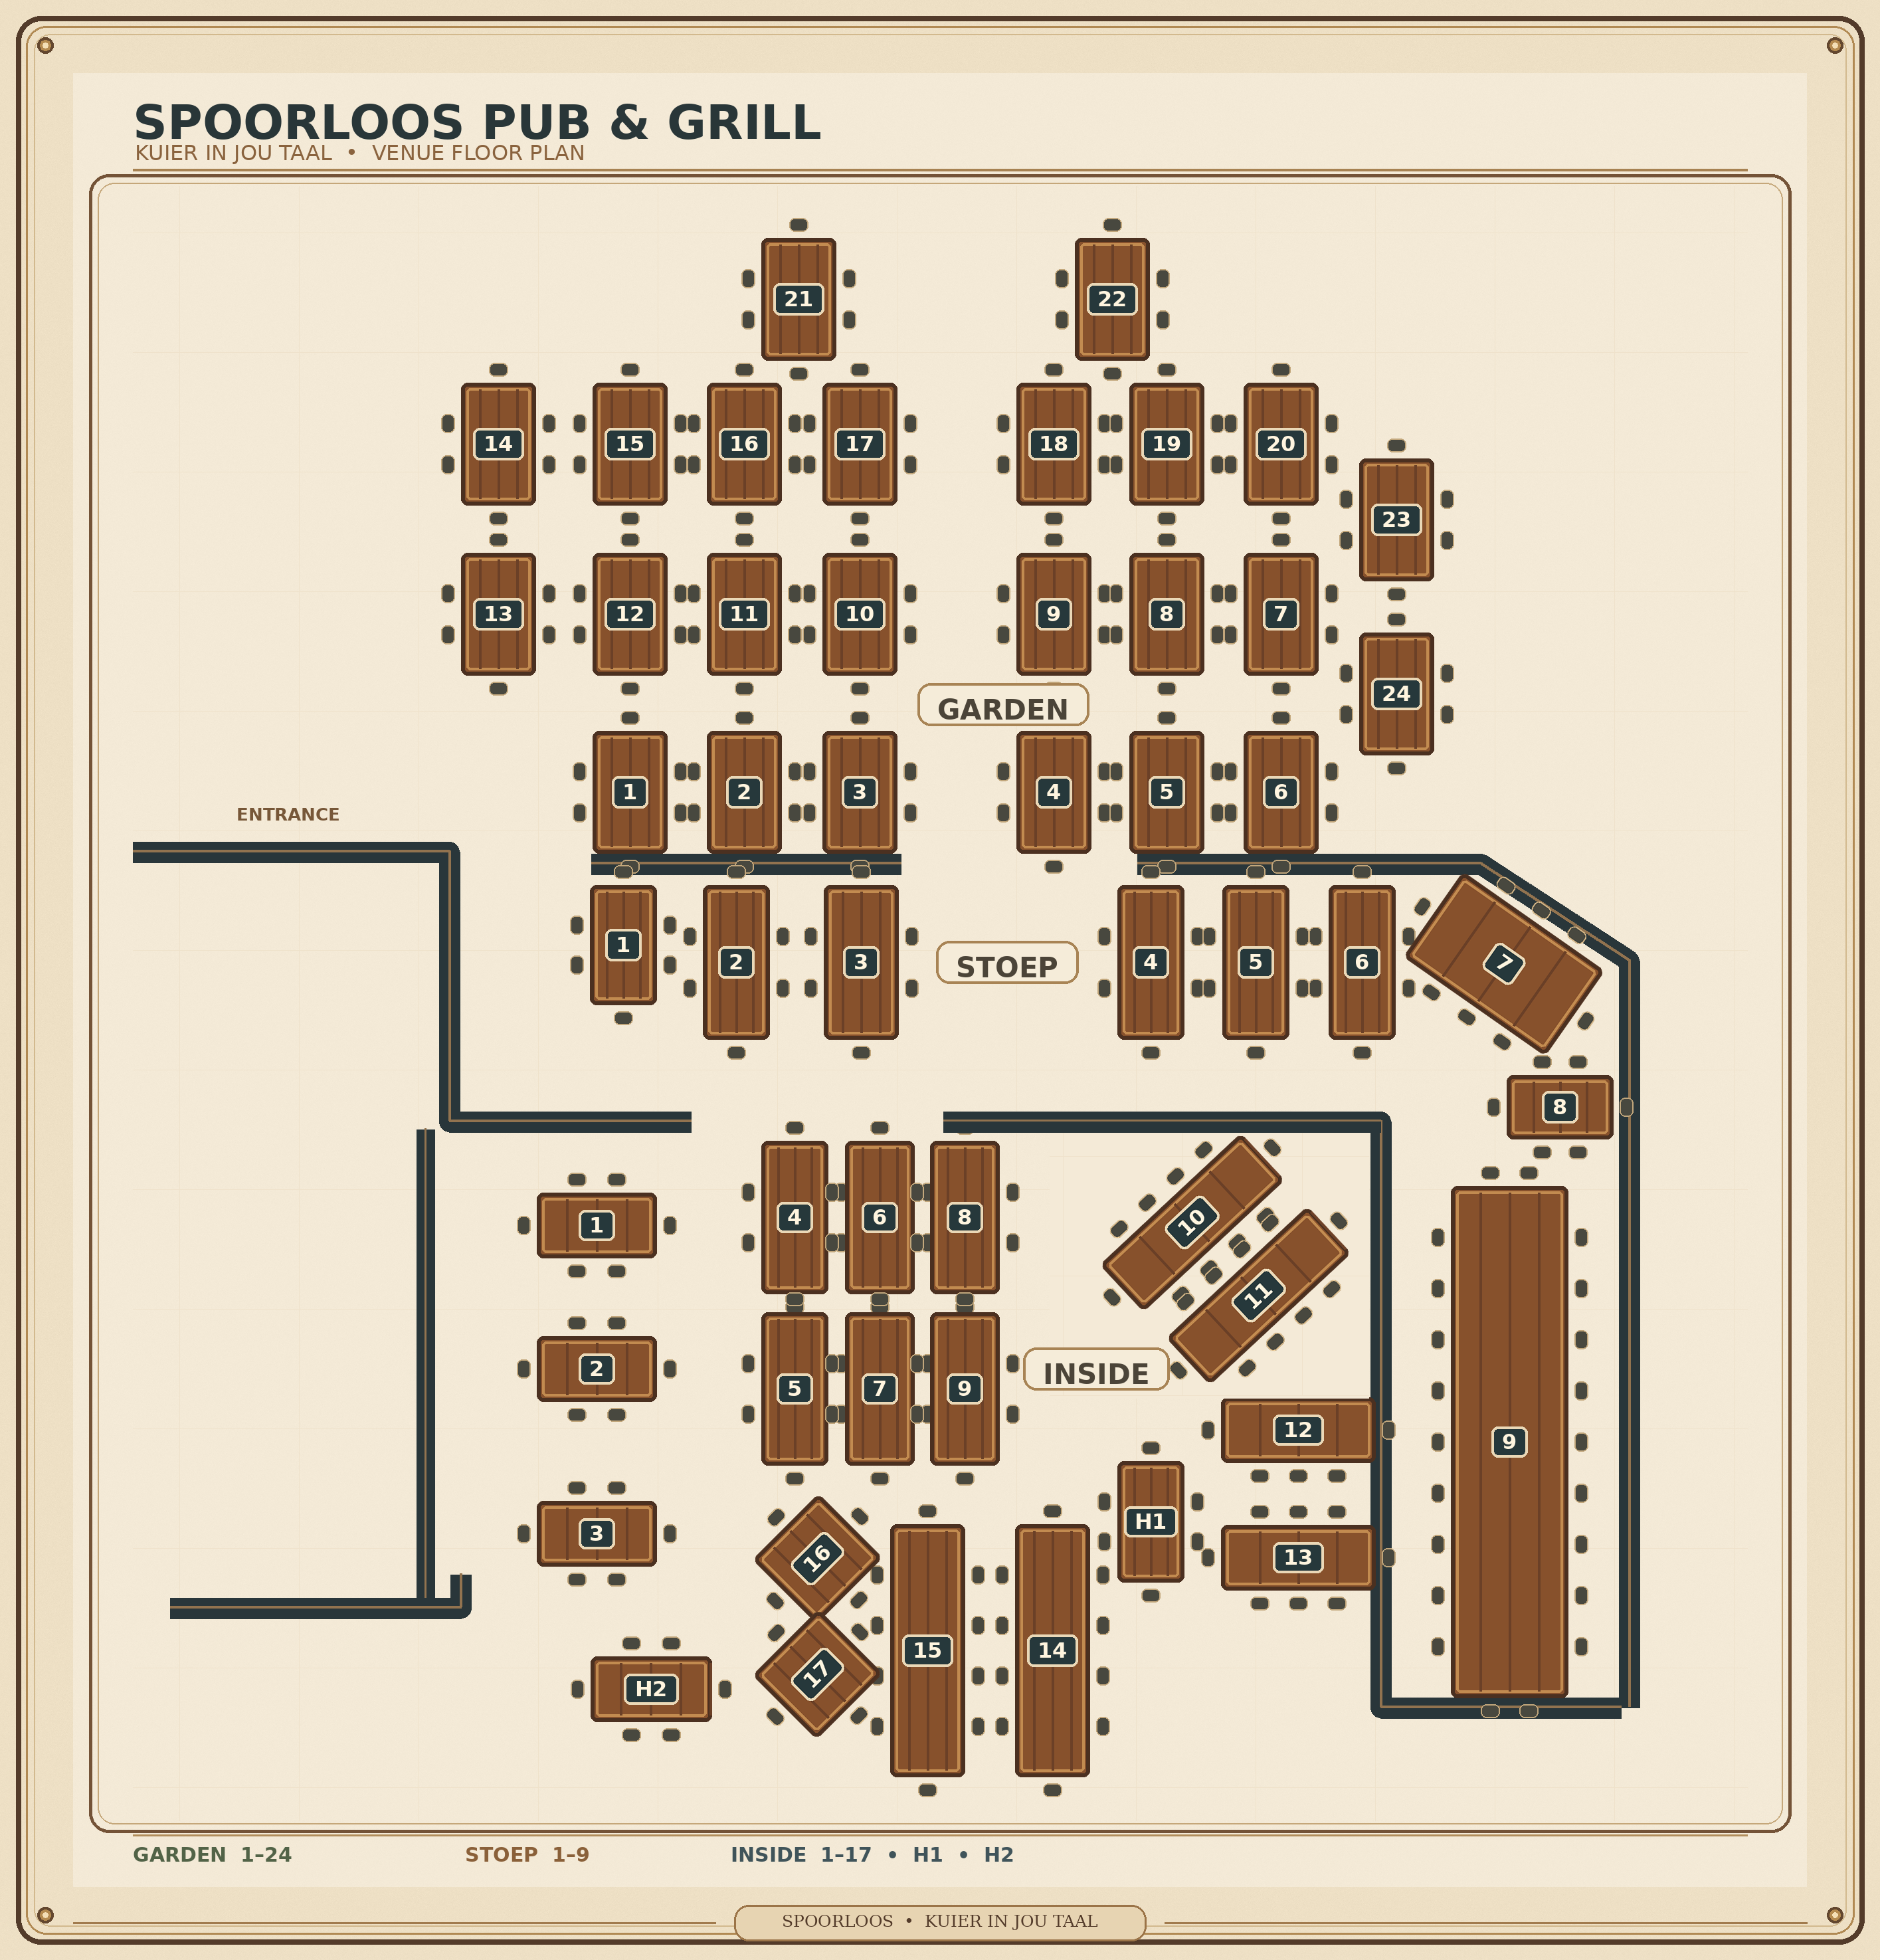 SPOORLOOS PUB & GRILL
KUIER IN JOU TAAL • VENUE FLOOR PLAN
21 22
14 15 16 17 18 19 20
23
13 12 11 10 9 8 7
24
GARDEN
1 2 3 4 5 6
ENTRANCE
1 2 3 STOEP 4 5 6 7
8
4 6 8 10
1
11
2 5 7 9 INSIDE
12 9
3 H1
16 13
15 14
17
H2
GARDEN 1–24 STOEP 1–9 INSIDE 1–17 • H1 • H2
SPOORLOOS • KUIER IN JOU TAAL